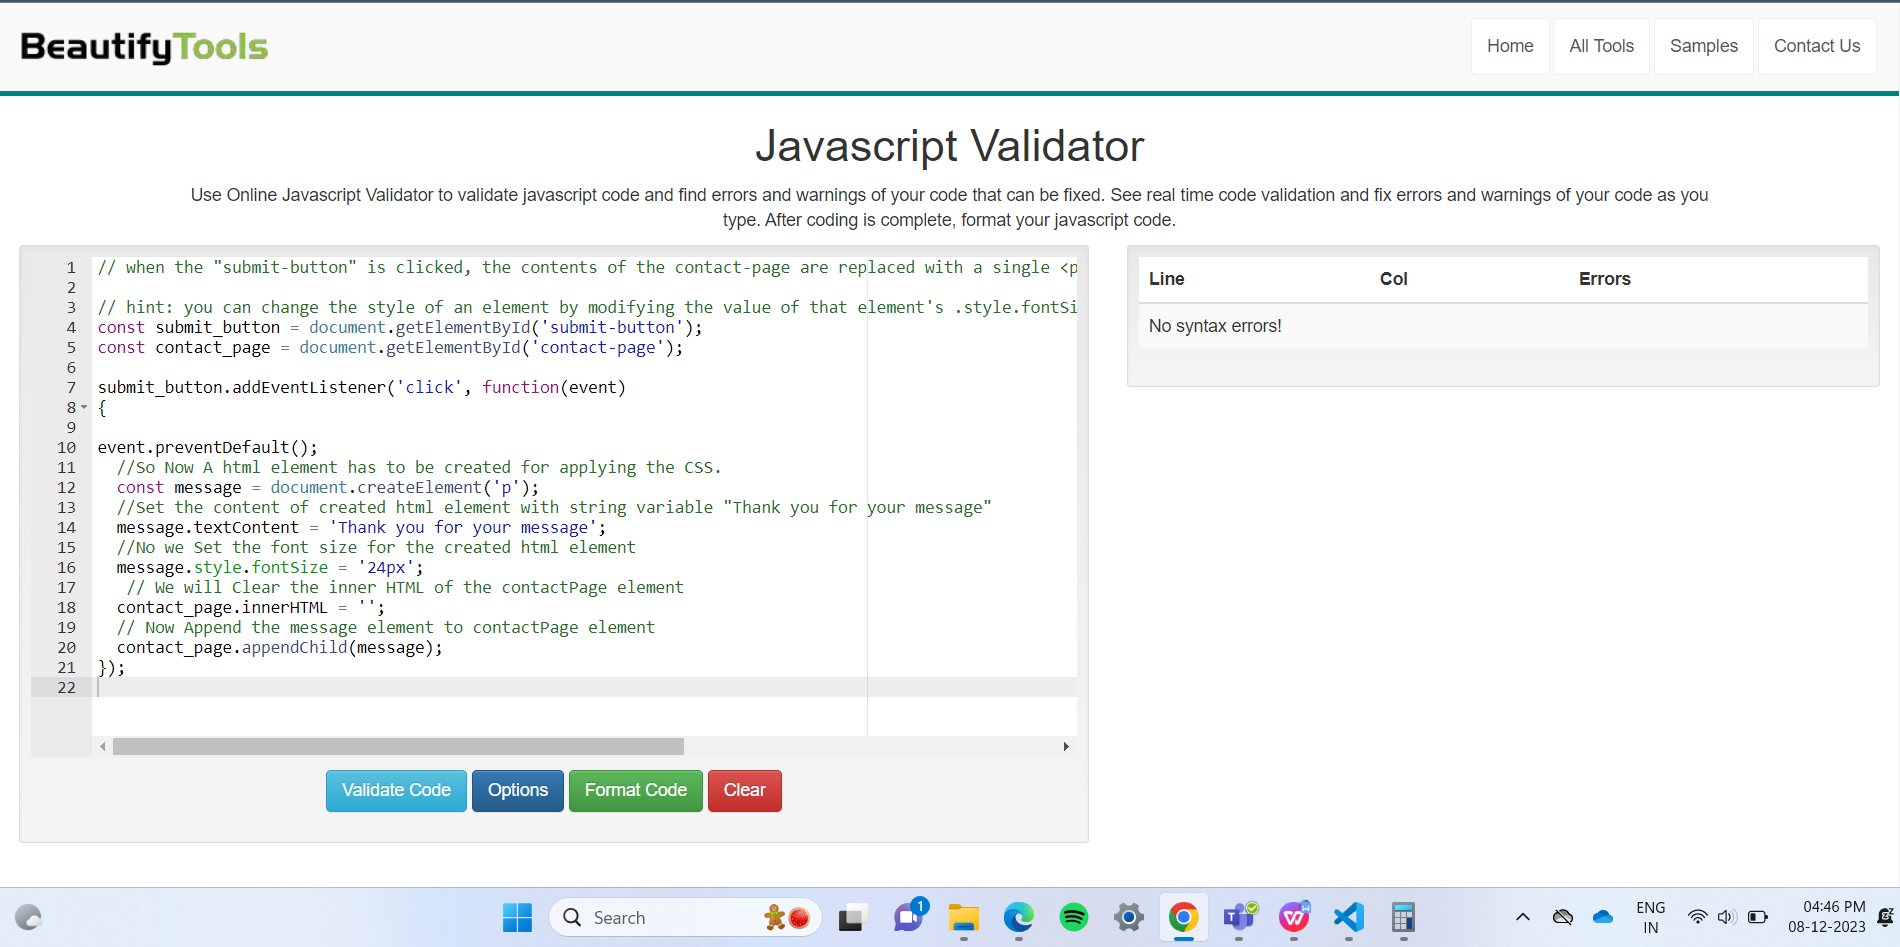 BeautifyTools
Home All Tools Samples Contact Us
Javascript Validator
Use Online Javascript Validator to validate javascript code and find errors and warnings of your code that can be fixed. See real time code validation and fix errors and warnings of your code as you
type. After coding is complete, format your javascript code.
1 // when the "submit-button" is clicked, the contents of the contact-page are replaced with a single <p
2
3 // hint: you can change the style of an element by modifying the value of that element's .style.fontSi
4 const submit_button = document.getElementById('submit-button');
5 const contact_page = document.getElementById('contact-page');
6
7 submit_button.addEventListener('click', function(event)
8 {
9
10 event.preventDefault();
11 //So Now A html element has to be created for applying the CSS.
12 const message = document.createElement('p');
13 //Set the content of created html element with string variable "Thank you for your message"
14 message.textContent = 'Thank you for your message';
15 //No we Set the font size for the created html element
16 message.style.fontSize = '24px';
17 // We will Clear the inner HTML of the contactPage element
18 contact_page.innerHTML = '';
19 // Now Append the message element to contactPage element
20 contact_page.appendChild(message);
21 });
22
Validate Code Options Format Code Clear
Line Col Errors
No syntax errors!
Search
1
ENG
IN
04:46 PM
08-12-2023